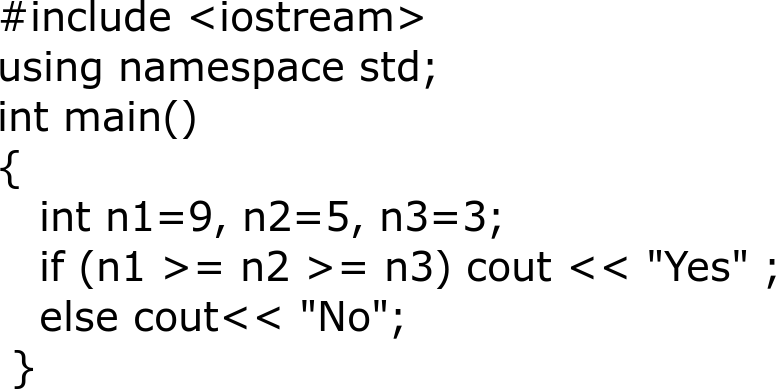 #include <iostream>
using namespace std;
int main()
{
int n1=9, n2=5, n3=3;
if (n1 >= n2 >= n3) cout << "Yes" ;
else cout<< "No";
}